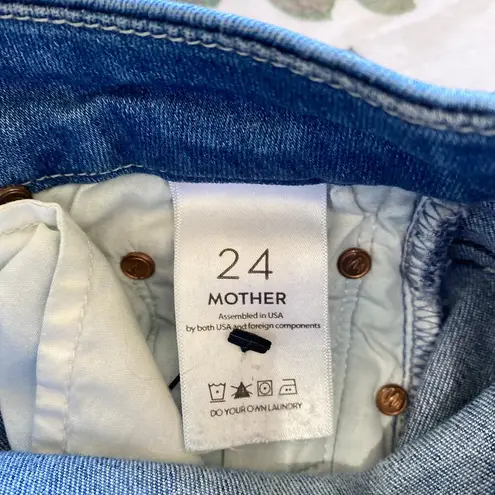 24
MOTHER
Assembled in USA
by both USA and foreign components
DO YOUR OWN LAUNDRY